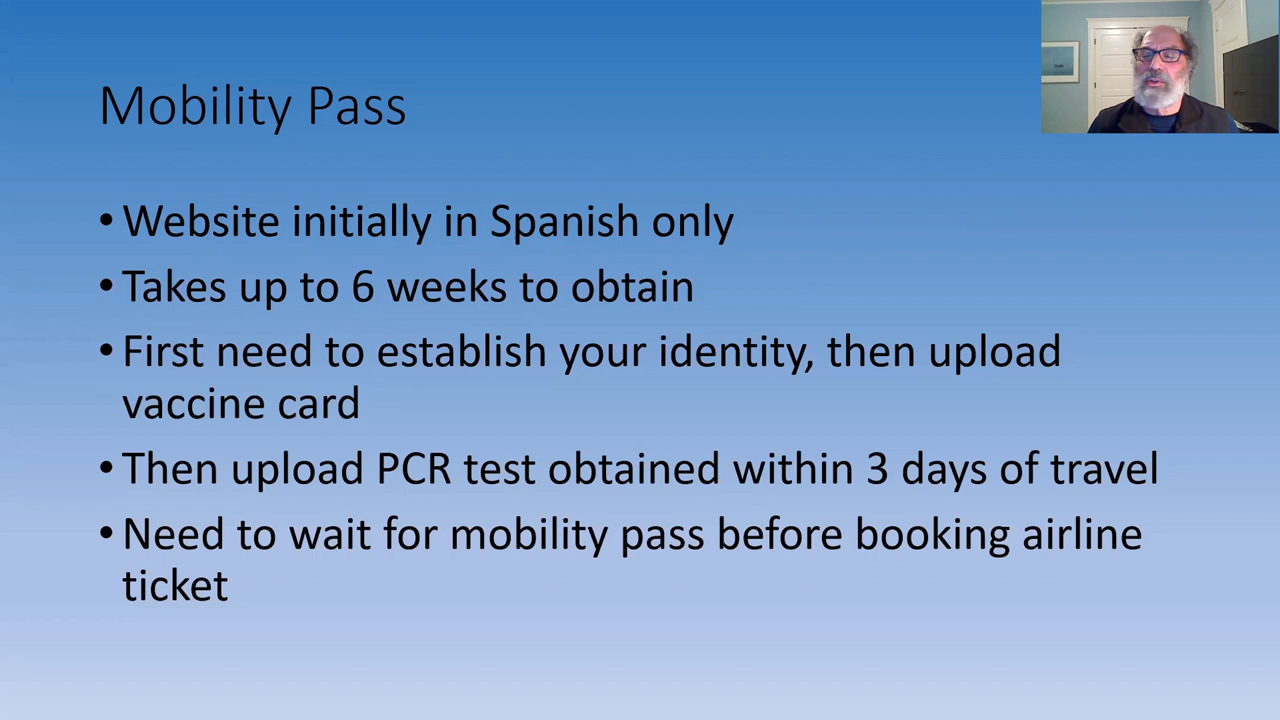 Mobility Pass
• Website initially in Spanish only
• Takes up to 6 weeks to obtain
• First need to establish your identity, then upload
vaccine card
• Then upload PCR test obtained within 3 days of travel
• Need to wait for mobility pass before booking airline
ticket